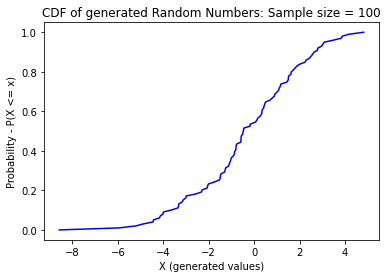 CDF of generated Random Numbers: Sample size = 100
1.0
0.8
0.6
0.4
0.2
0.0
Probability - P(X <= x)
−8 −6 −4 −2 0 2 4
X (generated values)